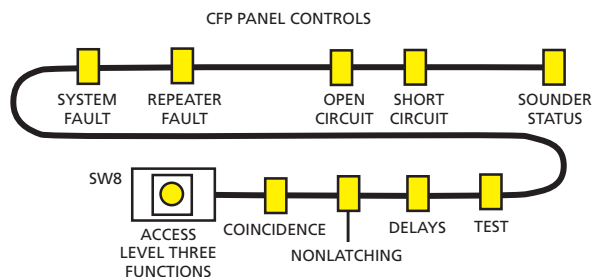 CFP PANEL CONTROLS
SYSTEM
FAULT
REPEATER
FAULT
OPEN
CIRCUIT
SHORT
CIRCUIT
SOUNDER
STATUS
SW8
ACCESS
LEVEL THREE
FUNCTIONS
COINCIDENCE
NONLATCHING
DELAYS
TEST